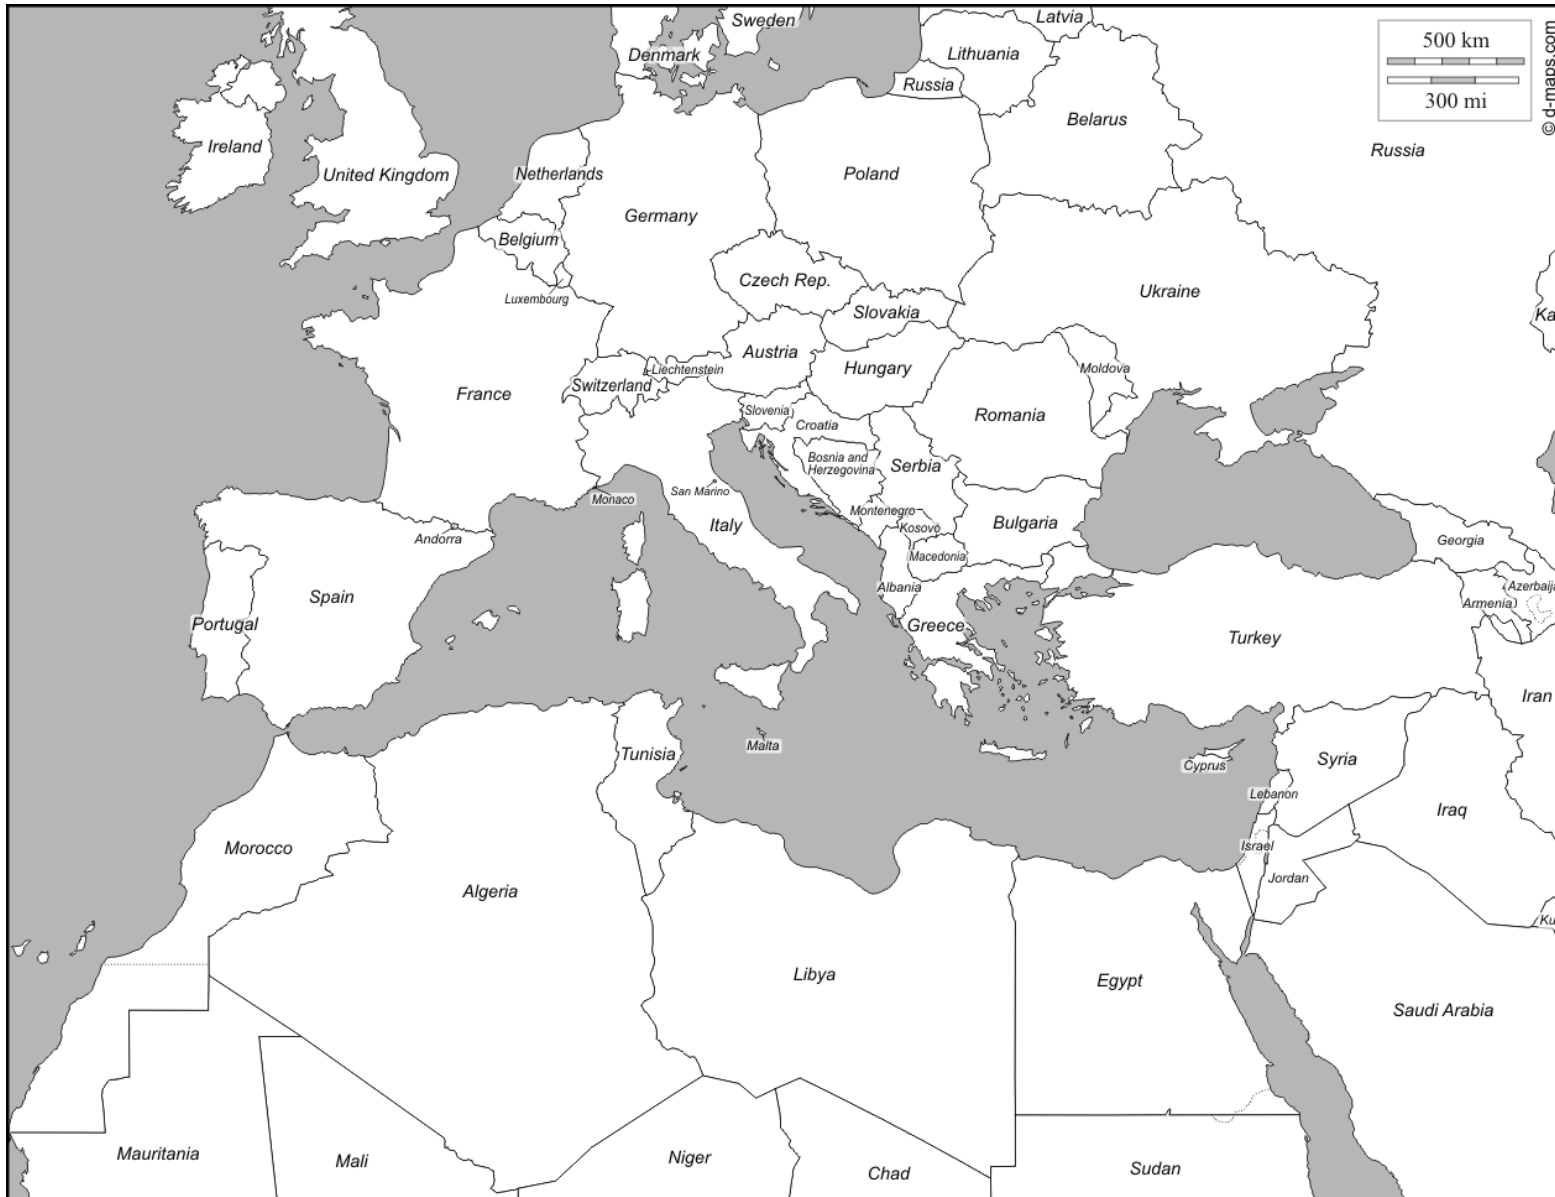 Sweden
Latvia
Denmark
Lithuania
Russia
500 km
300 mi
© d-maps.com
Ireland
United Kingdom
Netherlands
Belarus
Russia
Poland
Germany
Belgium
Luxembourg
Czech Rep.
Ukraine
Slovakia
Ka
Austria
Liechtenstein
Switzerland
Hungary
Moldova
France
Slovenia
Croatia
Romania
Bosnia and
Herzegovina
Serbia
San Marino
Monaco
Montenegro
Italy
Kosovo
Bulgaria
Andorra
Macedonia
Georgia
Albania
Azerbaija
Armenia
Spain
Portugal
Greece
Turkey
Iran
Tunisia
Malta
Cyprus
Syria
Lebanon
Iraq
Morocco
Israel
Jordan
Algeria
Ku
Libya
Egypt
Saudi Arabia
Mauritania
Mali
Niger
Chad
Sudan